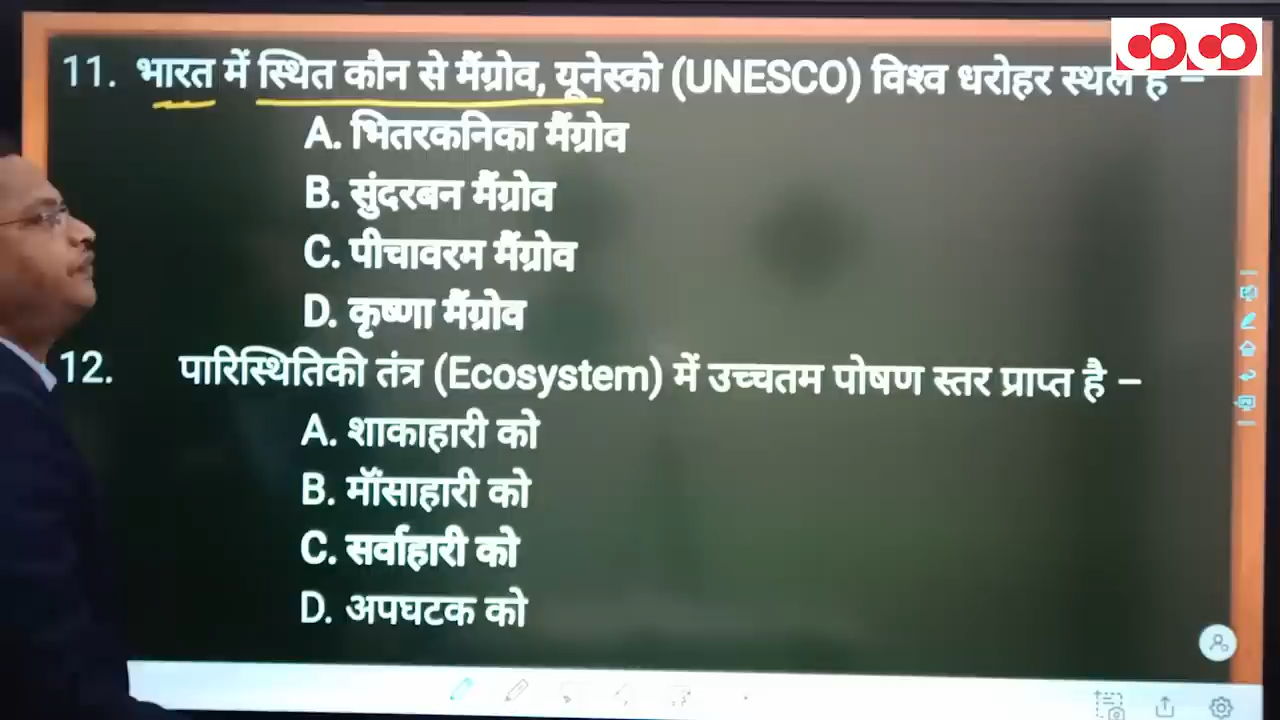 11. भारत में स्थित कौन से मैंग्रोव, यूनेस्को (UNESCO) विश्व धरोहर स्थल है –
A. भितरकनिका मैंग्रोव
B. सुंदरबन मैंग्रोव
C. पीचावरम मैंग्रोव
D. कृष्णा मैंग्रोव
12. पारिस्थितिकी तंत्र (Ecosystem) में उच्चतम पोषण स्तर प्राप्त है –
A. शाकाहारी को
B. मॉंसाहारी को
C. सर्वाहारी को
D. अपघटक को